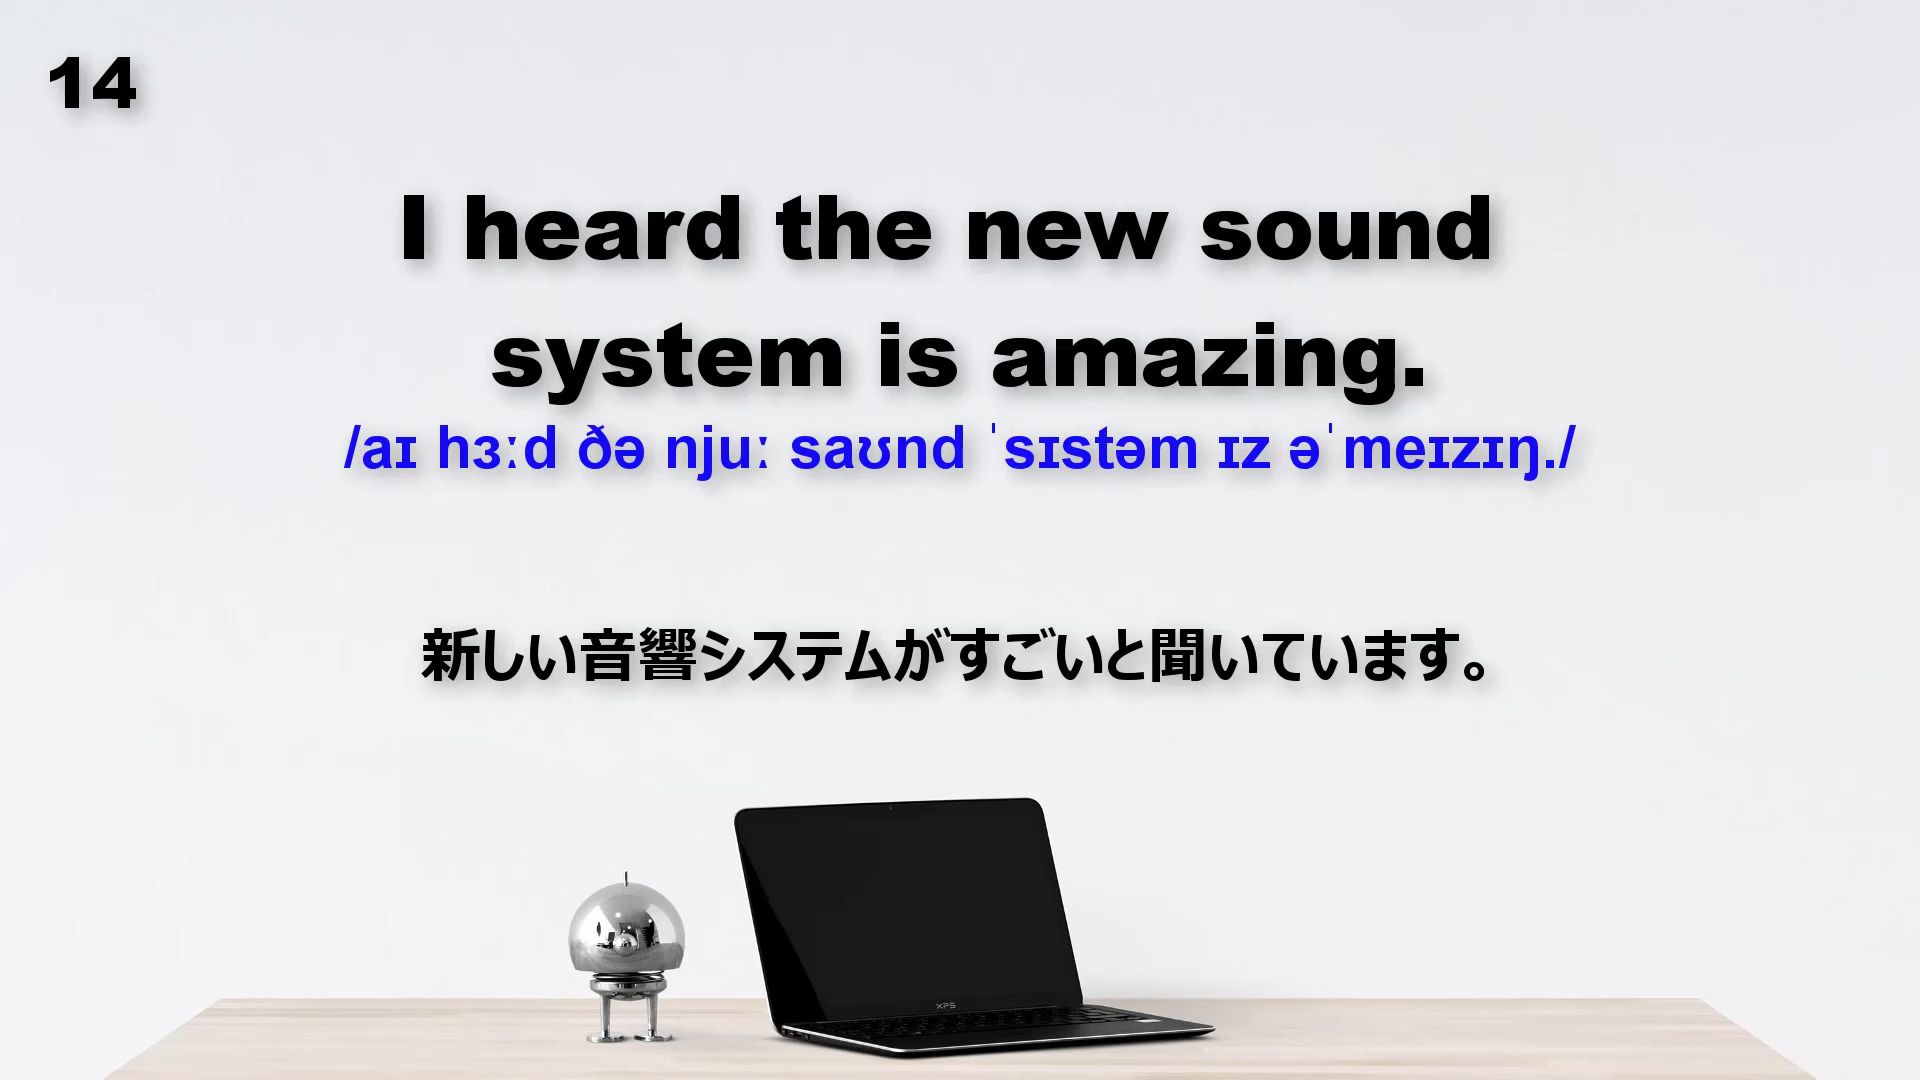 14
I heard the new sound
system is amazing.
/aɪ hɜːd ðə njuː saʊnd ˈsɪstəm ɪz əˈmeɪzɪŋ./
新しい音響システムがすごいと聞いています。
XPS